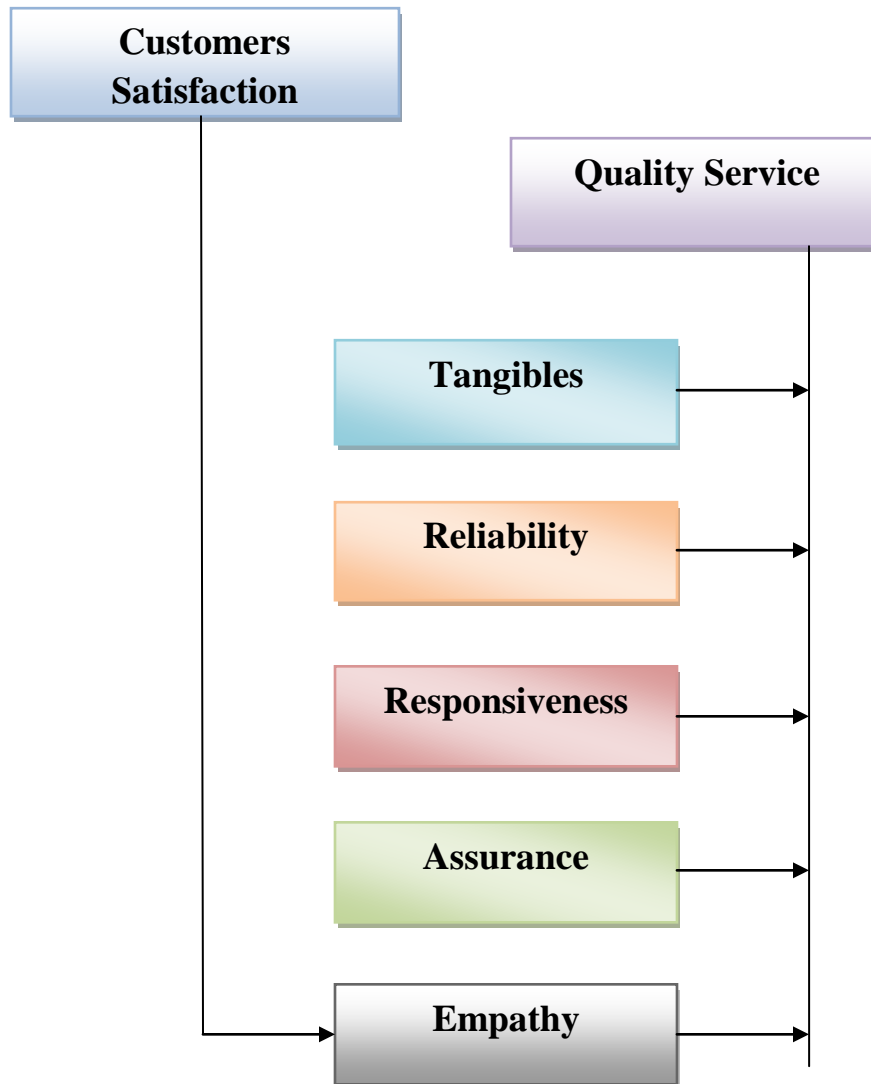 Customers
Satisfaction
Quality Service
Tangibles
Reliability
Responsiveness
Assurance
Empathy